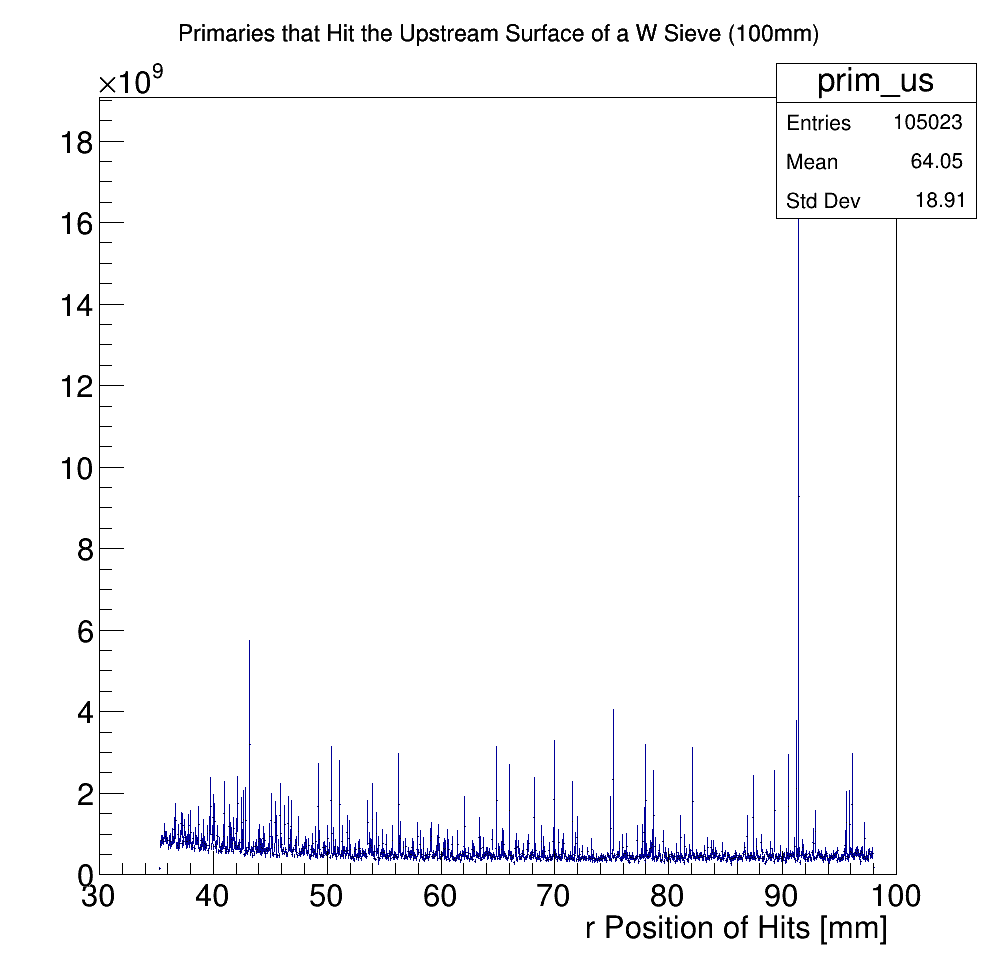 Primaries that Hit the Upstream Surface of a W Sieve (100mm)
×10⁹
prim_us
Entries 105023
Mean 64.05
Std Dev 18.91
18
16
14
12
10
8
6
4
2
0
30 40 50 60 70 80 90 100
r Position of Hits [mm]